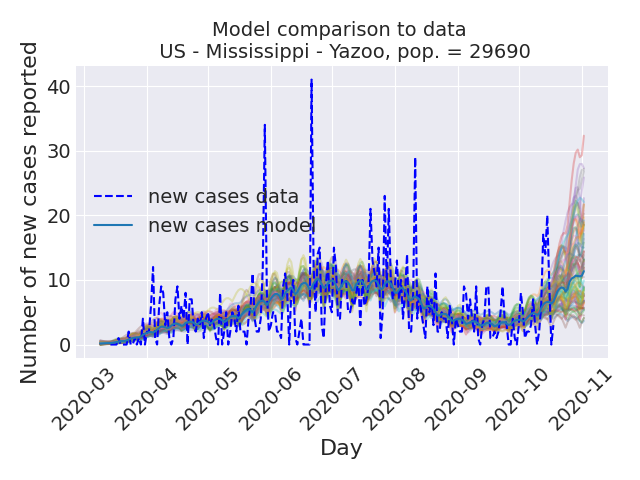 Model comparison to data
US - Mississippi - Yazoo, pop. = 29690
Number of new cases reported
40
30
20
10
0
new cases data
new cases model
2020-03
2020-04
2020-05
2020-06
2020-07
2020-08
2020-09
2020-10
2020-11
Day